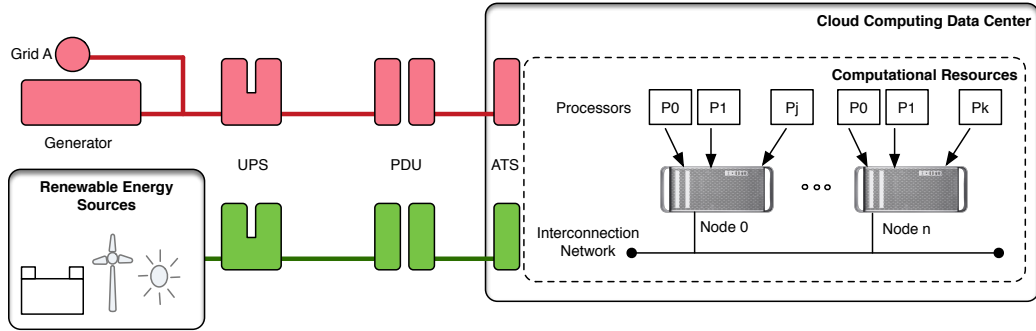 Cloud Computing Data Center
Grid A
Computational Resources
Processors
P0
P1
Pj
P0
P1
Pk
Generator
UPS
PDU
ATS
Renewable Energy
Sources
Node 0
Node n
Interconnection
Network